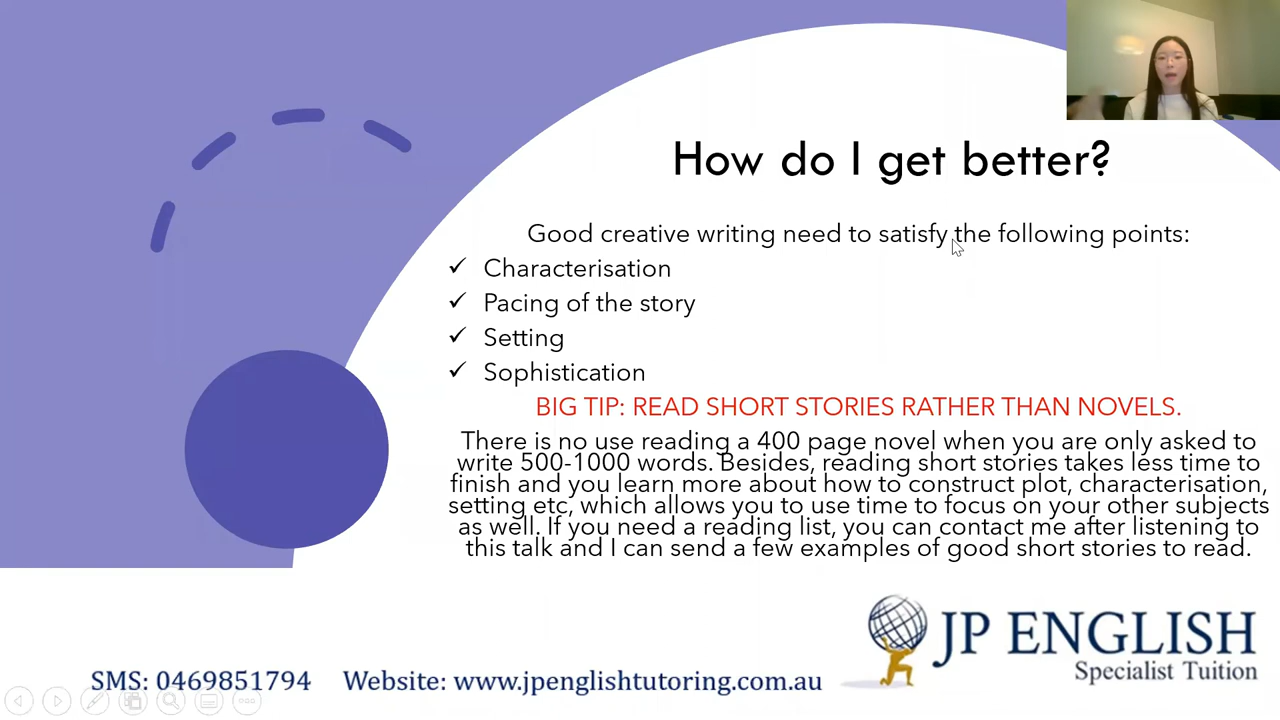 How do I get better?
Good creative writing need to satisfy the following points:
✓ Characterisation
✓ Pacing of the story
✓ Setting
✓ Sophistication
BIG TIP: READ SHORT STORIES RATHER THAN NOVELS.
There is no use reading a 400 page novel when you are only asked to
write 500-1000 words. Besides, reading short stories takes less time to
finish and you learn more about how to construct plot, characterisation,
setting etc, which allows you to use time to focus on your other subjects
as well. If you need a reading list, you can contact me after listening to
this talk and I can send a few examples of good short stories to read.
JP ENGLISH
Specialist Tuition
SMS: 0469851794 Website: www.jpenglishtutoring.com.au